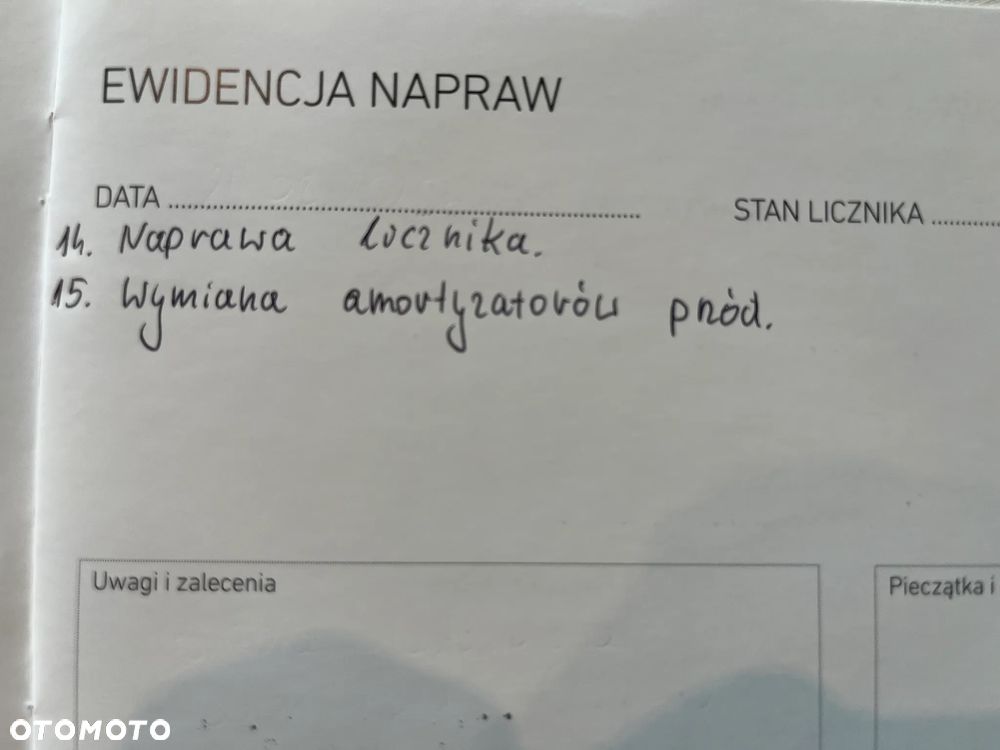 EWIDENCJA NAPRAW
DATA
STAN LICZNIKA
14. Naprawa licznika.
15. Wymiana amortyzatorów przód.
Uwagi i zalecenia
Pieczątka i
OTOMOTO